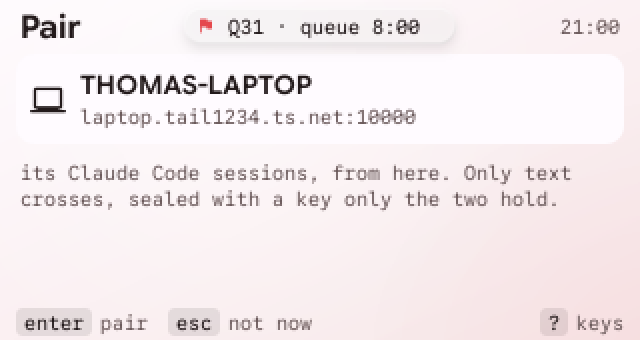 Pair
Q31 · queue 8:00
21:00
THOMAS-LAPTOP
laptop.tail1234.ts.net:10000
its Claude Code sessions, from here. Only text
crosses, sealed with a key only the two hold.
enter pair esc not now
? keys